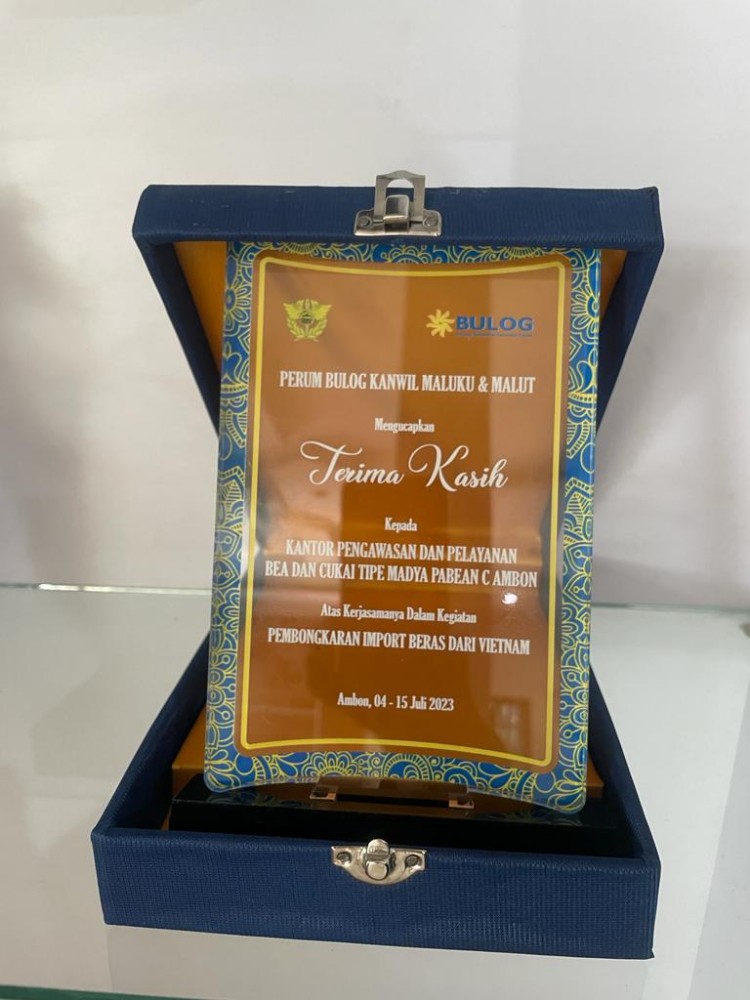 BULOG
PERUM BULOG KANWIL MALUKU & MALUT
Mengucapkan
Terima Kasih
Kepada
KANTOR PENGAWASAN DAN PELAYANAN
BEA DAN CUKAI TIPE MADYA PABEAN C AMBON
Atas Kerjasamanya Dalam Kegiatan
PEMBONGKARAN IMPORT BERAS DARI VIETNAM
Ambon, 04 - 15 Juli 2023